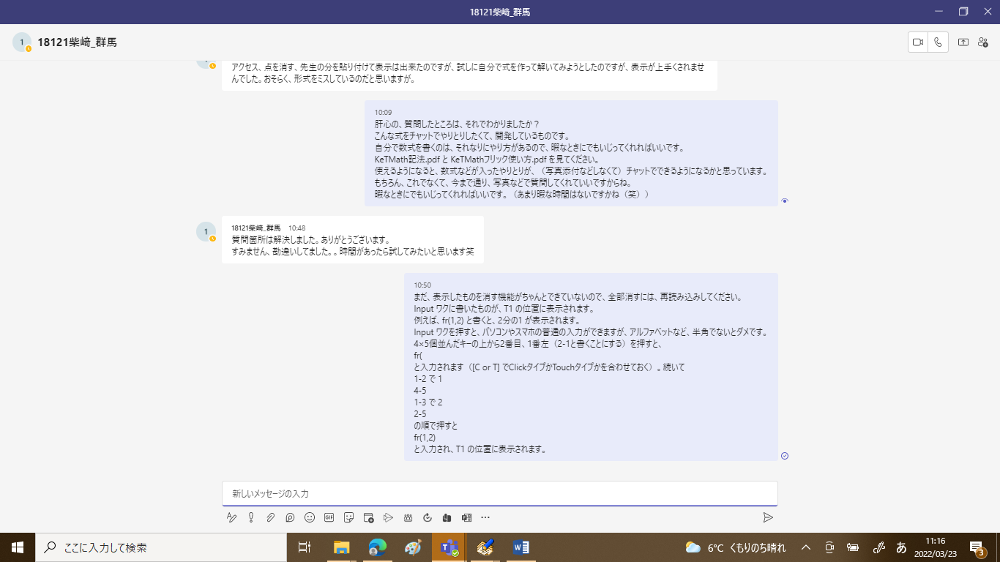 18121柴﨑_群馬
1
18121柴﨑_群馬
アクセス、点を消す、先生の分を貼り付けて表示は出来たのですが、試しに自分で式を作って解いてみようとしたのですが、表示が上手くされませ
んでした。おそらく、形式をミスしているのだと思いますが。
10:09
肝心の、質問したところは、それでわかりましたか？
こんな式をチャットでやりとりしたくて、開発しているものです。
自分で数式を書くのは、それなりにやり方があるので、暇なときにでもいじってくれればいいです。
KeTMath記法.pdf と KeTMathフリック使い方.pdf を見てください。
使えるようになると、数式などが入ったやりとりが、（写真添付などしなくて）チャットでできるようになるかと思っています。
もちろん、これでなくて、今まで通り、写真などで質問してくれていいですからね。
暇なときにでもいじってくれればいいです。（あまり暇な時間はないですかね（笑））
1
18121柴﨑_群馬 10:48
質問箇所は解決しました。ありがとうございます。
すみません、勘違いしてました。。時間があったら試してみたいと思います笑
10:50
まだ、表示したものを消す機能がちゃんとできていないので、全部消すには、再読み込みしてください。
Input ワクに書いたものが、T1 の位置に表示されます。
例えば、fr(1,2) と書くと、2分の1 が表示されます。
Input ワクを押すと、パソコンやスマホの普通の入力ができますが、アルファベットなど、半角でないとダメです。
4×5個並んだキーの上から2番目、1番左（2-1と書くことにする）を押すと、
fr(
と入力されます（[C or T] でClickタイプかTouchタイプかを合わせておく）。続いて
1-2 で 1
4-5
1-3 で 2
2-5
の順で押すと
fr(1,2)
と入力され、T1 の位置に表示されます。
新しいメッセージの入力
GIF
ここに入力して検索
6°C くもりのち晴れ
あ
11:16
2022/03/23
3